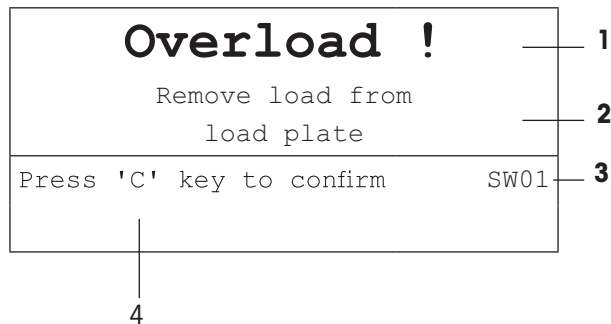 Overload !
1
Remove load from
load plate
2
Press 'C' key to confirm SW01
3
4